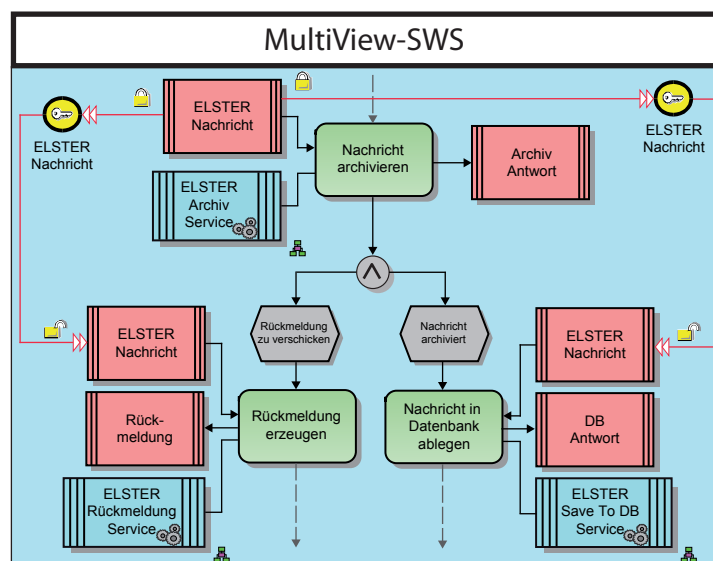 MultiView-SWS
ELSTER
Nachricht
ELSTER
Nachricht
ELSTER
Nachricht
Nachricht
archivieren
Archiv
Antwort
ELSTER
Archiv
Service
Rückmeldung
zu verschicken
Nachricht
archiviert
ELSTER
Nachricht
ELSTER
Nachricht
Rück-
meldung
Rückmeldung
erzeugen
Nachricht in
Datenbank
ablegen
DB
Antwort
ELSTER
Rückmeldung
Service
ELSTER
Save To DB
Service